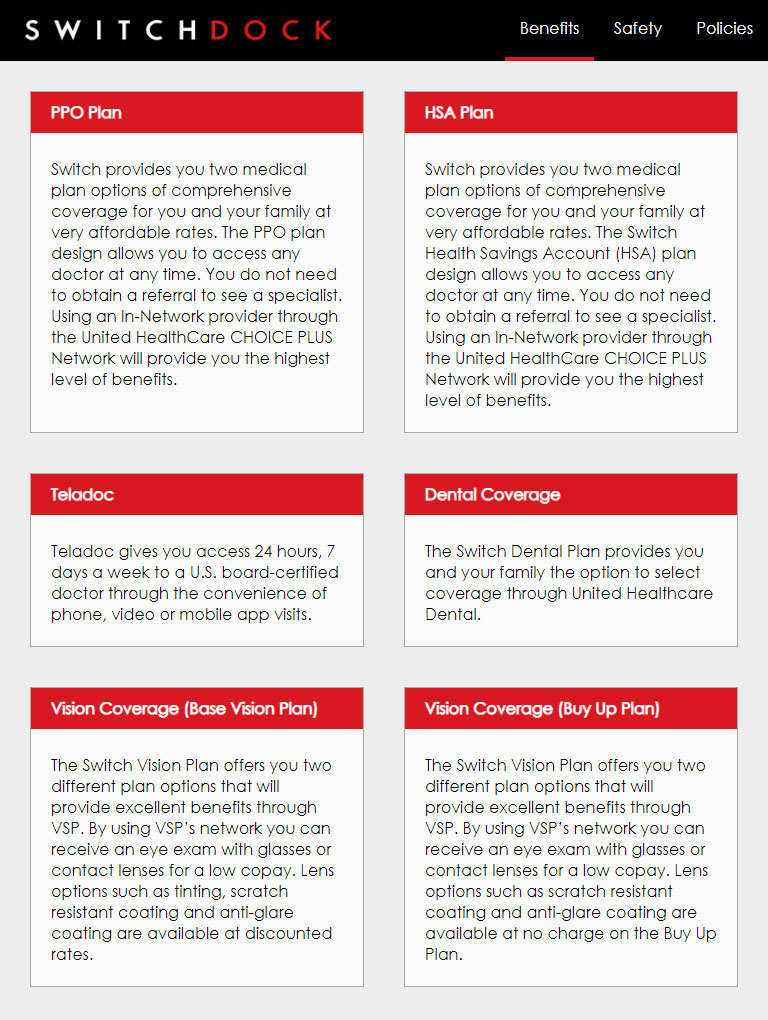 SWITCHDOCK
Benefits
Safety
Policies
PPO Plan
Switch provides you two medical
plan options of comprehensive
coverage for you and your family at
very affordable rates. The PPO plan
design allows you to access any
doctor at any time. You do not need
to obtain a referral to see a specialist.
Using an In-Network provider through
the United HealthCare CHOICE PLUS
Network will provide you the highest
level of benefits.
HSA Plan
Switch provides you two medical
plan options of comprehensive
coverage for you and your family at
very affordable rates. The Switch
Health Savings Account (HSA) plan
design allows you to access any
doctor at any time. You do not need
to obtain a referral to see a specialist.
Using an In-Network provider through
the United HealthCare CHOICE PLUS
Network will provide you the highest
level of benefits.
Teladoc
Teladoc gives you access 24 hours, 7
days a week to a U.S. board-certified
doctor through the convenience of
phone, video or mobile app visits.
Dental Coverage
The Switch Dental Plan provides you
and your family the option to select
coverage through United Healthcare
Dental.
Vision Coverage (Base Vision Plan)
The Switch Vision Plan offers you two
different plan options that will
provide excellent benefits through
VSP. By using VSP's network you can
receive an eye exam with glasses or
contact lenses for a low copay. Lens
options such as tinting, scratch
resistant coating and anti-glare
coating are available at discounted
rates.
Vision Coverage (Buy Up Plan)
The Switch Vision Plan offers you two
different plan options that will
provide excellent benefits through
VSP. By using VSP's network you can
receive an eye exam with glasses or
contact lenses for a low copay. Lens
options such as scratch resistant
coating and anti-glare coating are
available at no charge on the Buy Up
Plan.